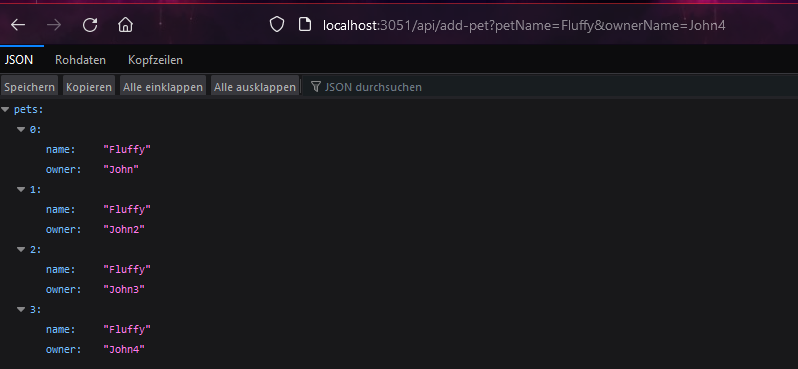 localhost:3051/api/add-pet?petName=Fluffy&ownerName=John4
JSON Rohdaten Kopfzeilen
Speichern Kopieren Alle einklappen Alle ausklappen JSON durchsuchen
pets:
0:
name: "Fluffy"
owner: "John"
1:
name: "Fluffy"
owner: "John2"
2:
name: "Fluffy"
owner: "John3"
3:
name: "Fluffy"
owner: "John4"